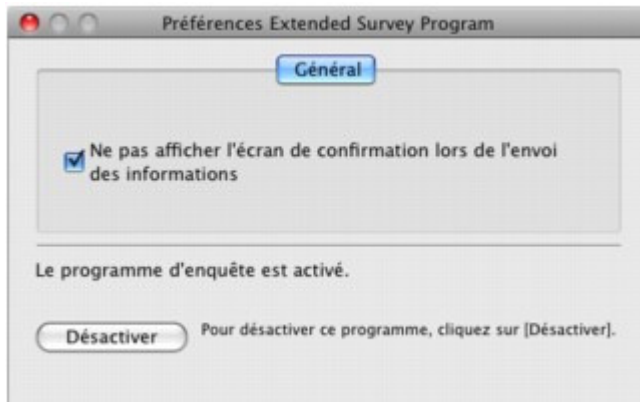 Préférences Extended Survey Program
Général
Ne pas afficher l'écran de confirmation lors de l'envoi
des informations
Le programme d'enquête est activé.
Désactiver
Pour désactiver ce programme, cliquez sur [Désactiver].